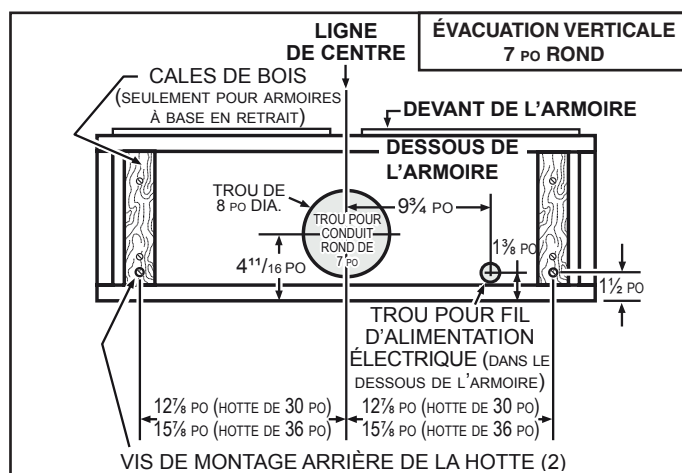 LIGNE
DE CENTRE
ÉVACUATION VERTICALE
7 PO ROND
CALES DE BOIS
(SEULEMENT POUR ARMOIRES
À BASE EN RETRAIT)
DEVANT DE L'ARMOIRE
DESSOUS DE
L'ARMOIRE
TROU DE
8 PO DIA.
TROU POUR
CONDUIT
ROND DE
7 PO
9¾ PO
1⅜ PO
4¹¹/₁₆ PO
1½ PO
TROU POUR FIL
D'ALIMENTATION
ÉLECTRIQUE (DANS LE
DESSOUS DE L'ARMOIRE)
12⅞ PO (HOTTE DE 30 PO)
15⅞ PO (HOTTE DE 36 PO)
12⅞ PO (HOTTE DE 30 PO)
15⅞ PO (HOTTE DE 36 PO)
VIS DE MONTAGE ARRIÈRE DE LA HOTTE (2)